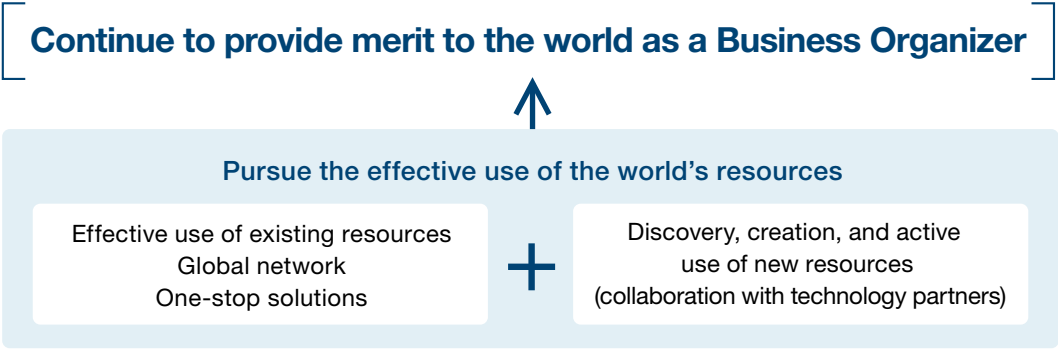 Continue to provide merit to the world as a Business Organizer
Pursue the effective use of the world’s resources
Effective use of existing resources
Global network
One-stop solutions
+
Discovery, creation, and active
use of new resources
(collaboration with technology partners)